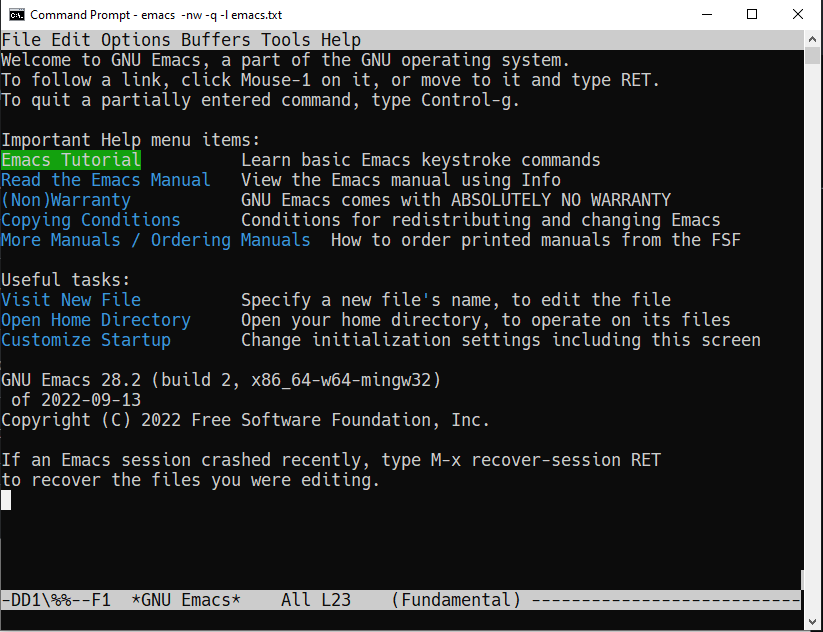 Command Prompt - emacs -nw -q -l emacs.txt
File Edit Options Buffers Tools Help
Welcome to GNU Emacs, a part of the GNU operating system.
To follow a link, click Mouse-1 on it, or move to it and type RET.
To quit a partially entered command, type Control-g.
Important Help menu items:
Emacs Tutorial          Learn basic Emacs keystroke commands
Read the Emacs Manual   View the Emacs manual using Info
(Non)Warranty           GNU Emacs comes with ABSOLUTELY NO WARRANTY
Copying Conditions      Conditions for redistributing and changing Emacs
More Manuals / Ordering Manuals  How to order printed manuals from the FSF
Useful tasks:
Visit New File          Specify a new file's name, to edit the file
Open Home Directory     Open your home directory, to operate on its files
Customize Startup       Change initialization settings including this screen
GNU Emacs 28.2 (build 2, x86_64-w64-mingw32)
 of 2022-09-13
Copyright (C) 2022 Free Software Foundation, Inc.
If an Emacs session crashed recently, type M-x recover-session RET
to recover the files you were editing.
-DD1\%%--F1  *GNU Emacs*    All L23    (Fundamental) ---------------------------